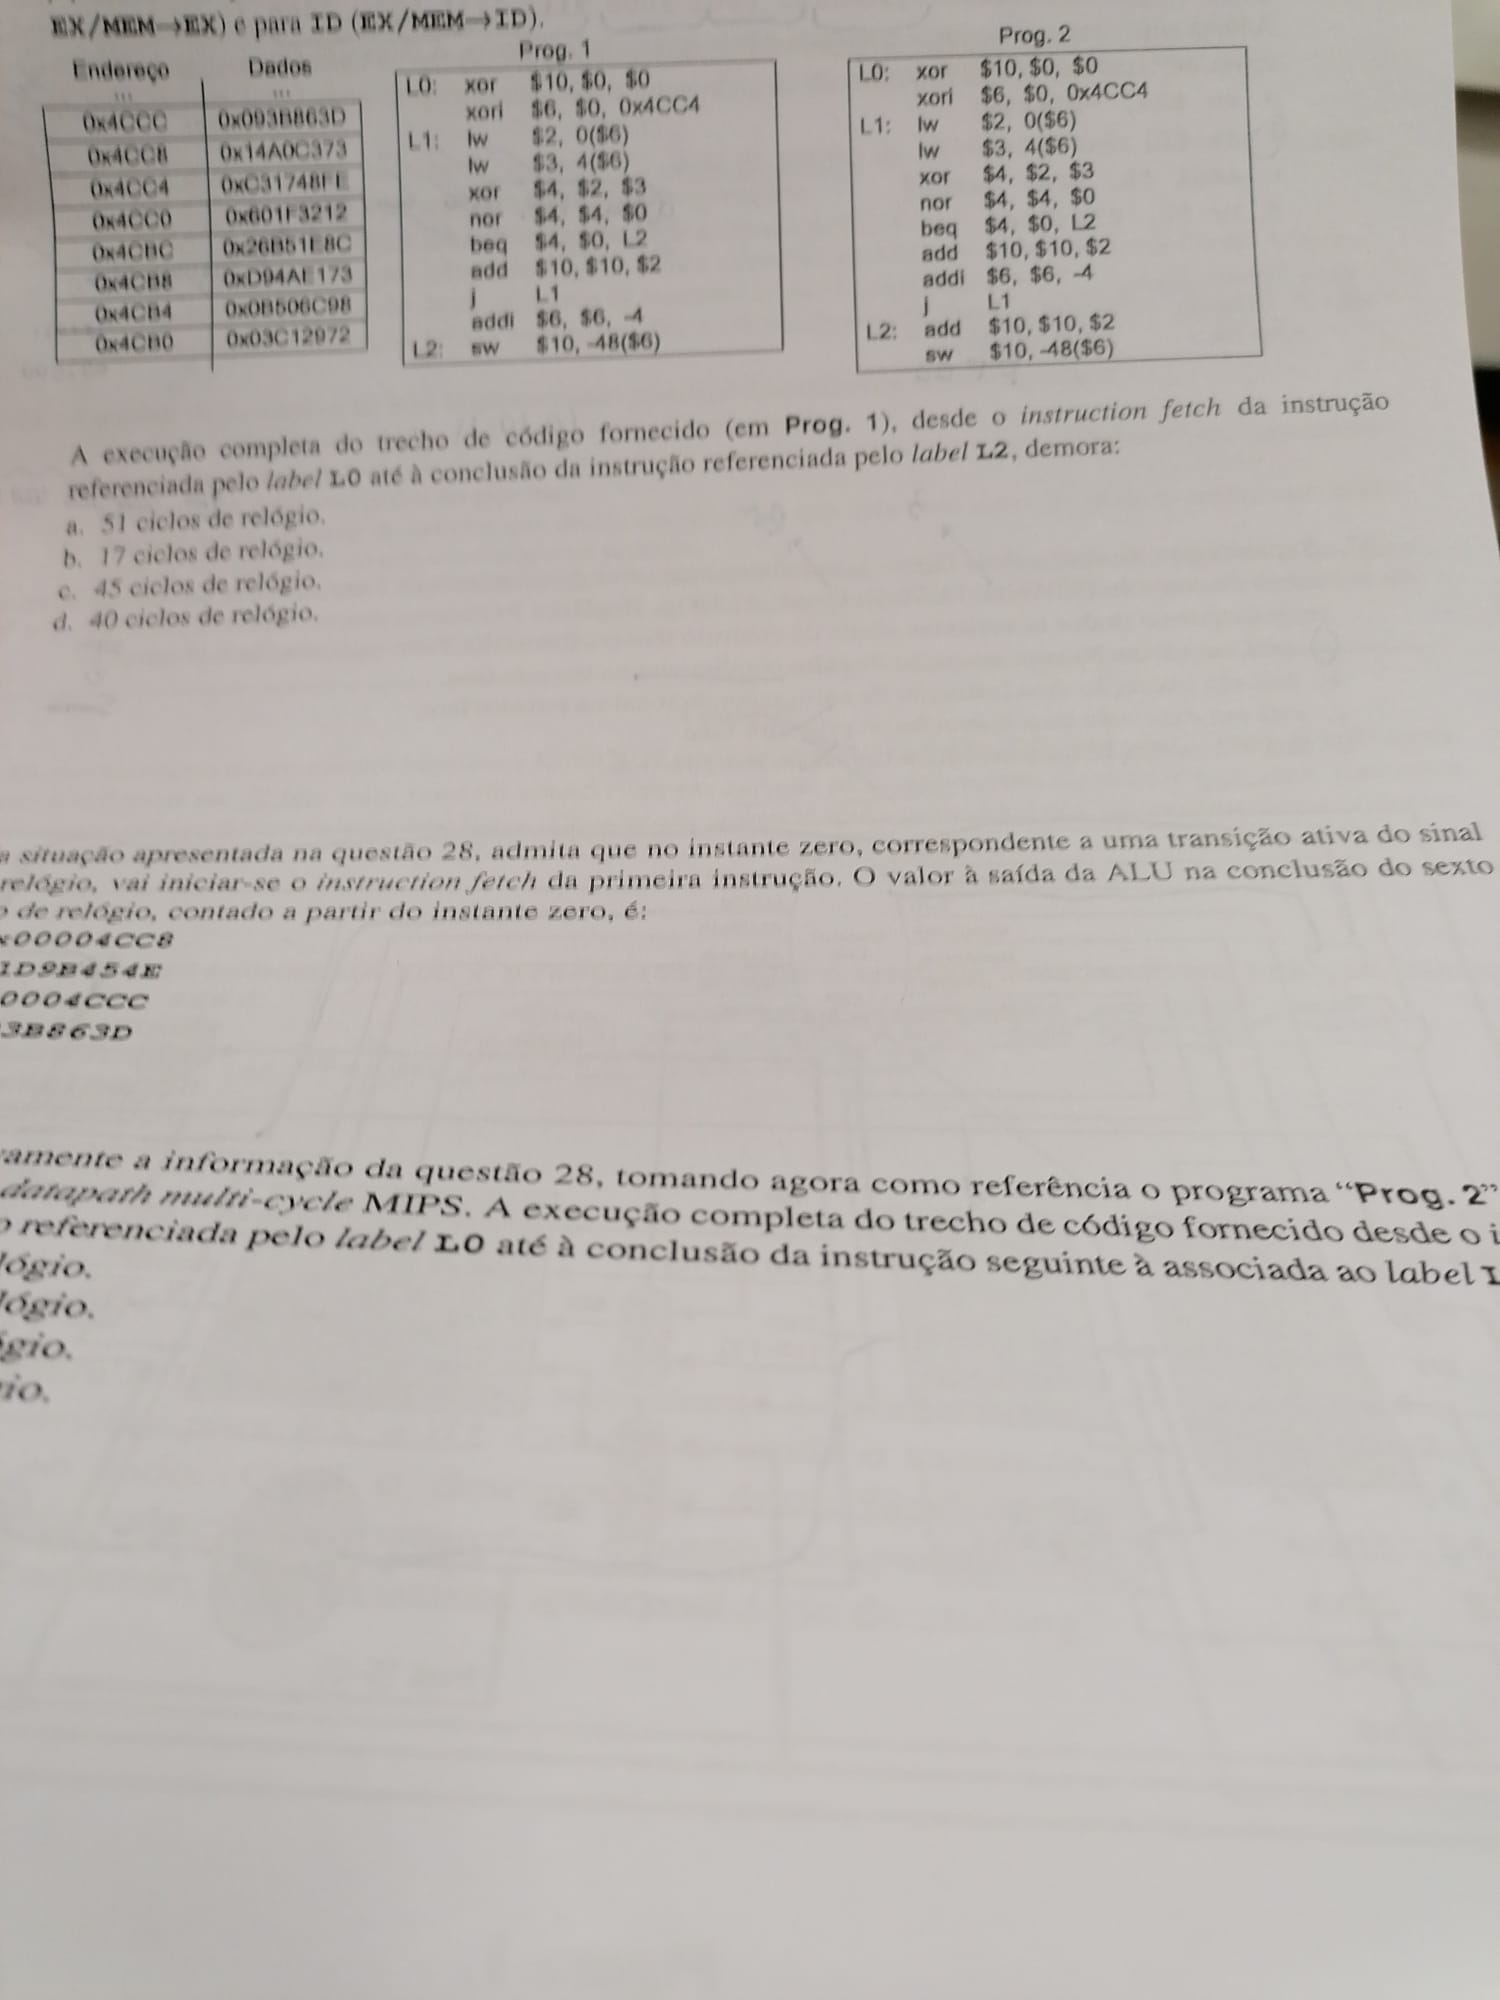 EX/MEM→EX) e para ID (EX/MEM→ID).
Endereço Dados
... ...
0x4CCC 0x093B863D
0x4CC8 0x14A0C373
0x4CC4 0xC31748FE
0x4CC0 0x601F3212
0x4CBC 0x26B51E8C
0x4CB8 0xD94AE173
0x4CB4 0x0B506C98
0x4CB0 0x03C12972
Prog. 1
L0: xor $10, $0, $0
xori $6, $0, 0x4CC4
L1: lw $2, 0($6)
lw $3, 4($6)
xor $4, $2, $3
nor $4, $4, $0
beq $4, $0, L2
add $10, $10, $2
j L1
addi $6, $6, -4
L2: sw $10, -48($6)
Prog. 2
L0: xor $10, $0, $0
xori $6, $0, 0x4CC4
L1: lw $2, 0($6)
lw $3, 4($6)
xor $4, $2, $3
nor $4, $4, $0
beq $4, $0, L2
add $10, $10, $2
addi $6, $6, -4
j L1
L2: add $10, $10, $2
sw $10, -48($6)
A execução completa do trecho de código fornecido (em Prog. 1), desde o instruction fetch da instrução
referenciada pelo label L0 até à conclusão da instrução referenciada pelo label L2, demora:
a. 51 ciclos de relógio.
b. 17 ciclos de relógio.
c. 45 ciclos de relógio.
d. 40 ciclos de relógio.
a situação apresentada na questão 28, admita que no instante zero, correspondente a uma transição ativa do sinal
relógio, vai iniciar-se o instruction fetch da primeira instrução. O valor à saída da ALU na conclusão do sexto
o de relógio, contado a partir do instante zero, é:
x00004CC8
1D9B454E
0004CCC
3B863D
vamente a informação da questão 28, tomando agora como referência o programa “Prog. 2”
datapath multi-cycle MIPS. A execução completa do trecho de código fornecido desde o i
o referenciada pelo label L0 até à conclusão da instrução seguinte à associada ao label L
lógio.
lógio.
ógio.
gio.